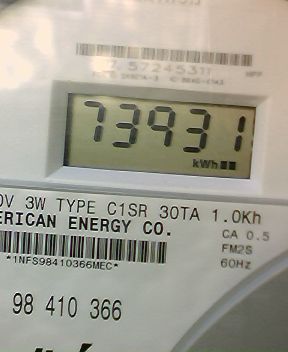 73931
kWh
0V 3W TYPE C1SR 30TA 1.0Kh
ERICAN ENERGY CO.
CA 0.5
FM2S
60Hz
*1NFS98410366MEC*
98 410 366